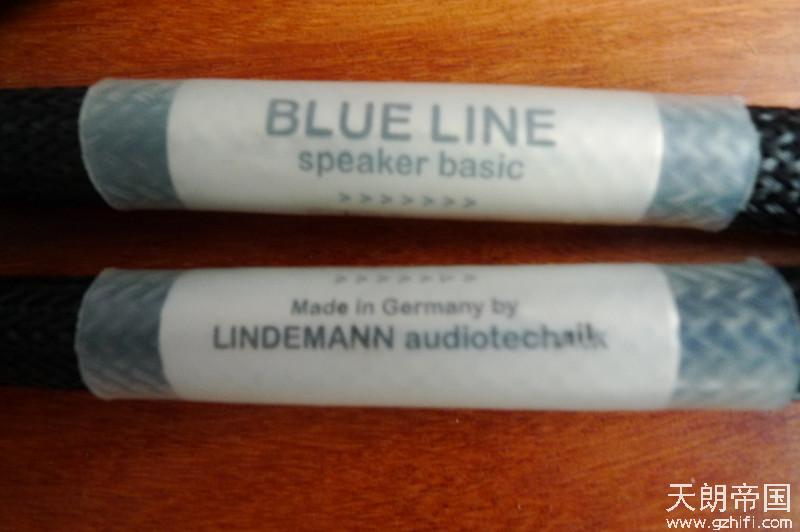 BLUE LINE
speaker basic
>>>>>>>
>>>>>>>
Made in Germany by
LINDEMANN audiotechnik
天朗帝国
www.gzhifi.com